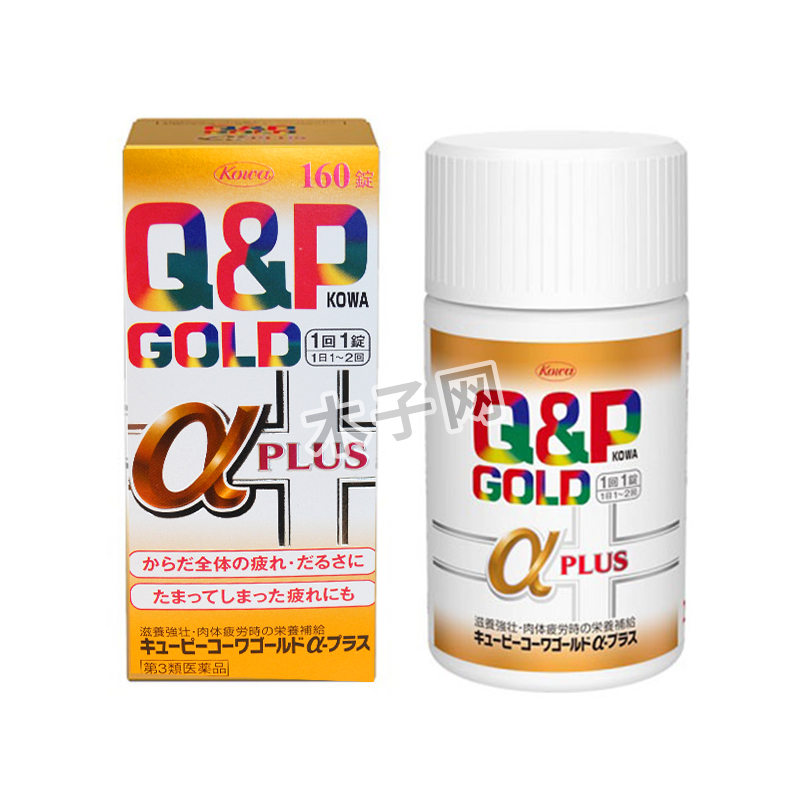 Q&P
Kowa
160錠
Q&P
KOWA
GOLD
1回1錠
1日1~2回
α PLUS
からだ全体の疲れ・だるさに
たまってしまった疲れにも
滋養強壮・肉体疲労時の栄養補給
キューピーコーワゴールドα-プラス
第3類医薬品
木子网
Kowa
Q&P
KOWA
GOLD
1回1錠
1日1~2回
α PLUS
滋養強壮・肉体疲労時の栄養補給
キューピーコーワゴールドα-プラス